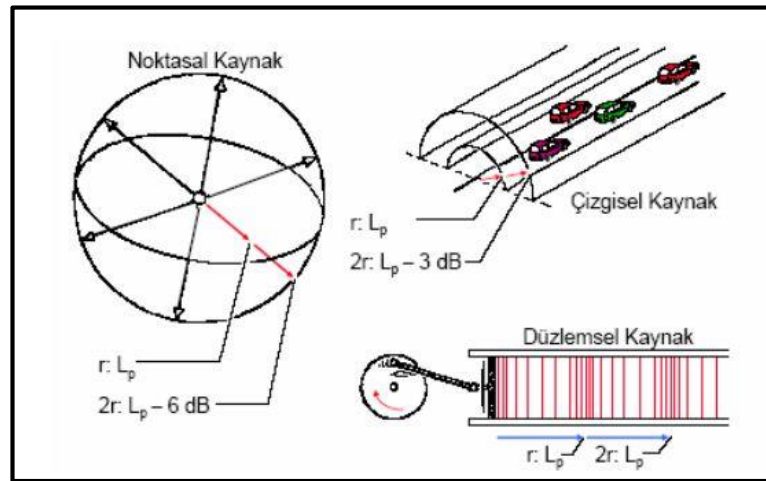 Noktasal Kaynak
r: Lp
2r: Lp – 6 dB
Çizgisel Kaynak
r: Lp
2r: Lp – 3 dB
Düzlemsel Kaynak
r: Lp
2r: Lp